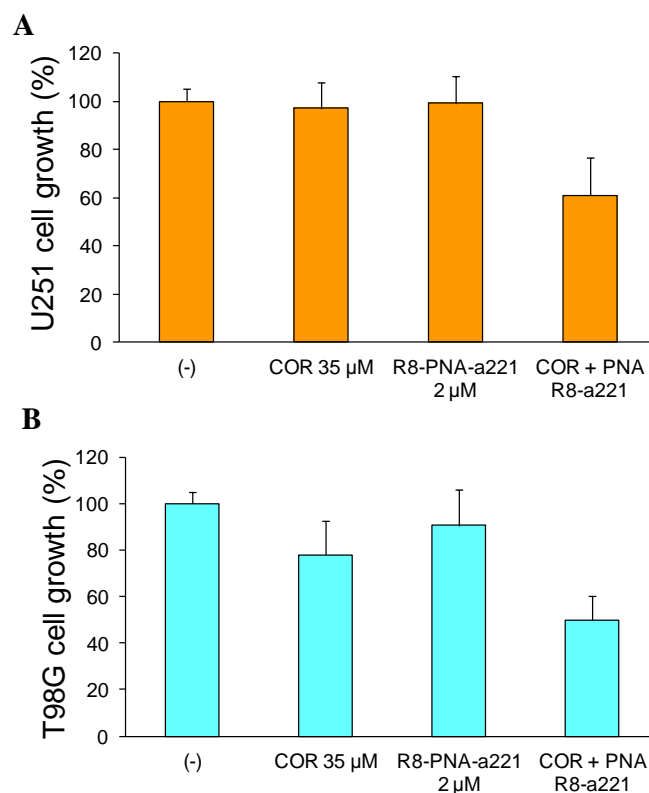 A
U251 cell growth (%)
120
100
80
60
40
20
0
(-)
COR 35 µM
R8-PNA-a221
2 µM
COR + PNA
R8-a221
B
T98G cell growth (%)
120
100
80
60
40
20
0
(-)
COR 35 µM
R8-PNA-a221
2 µM
COR + PNA
R8-a221